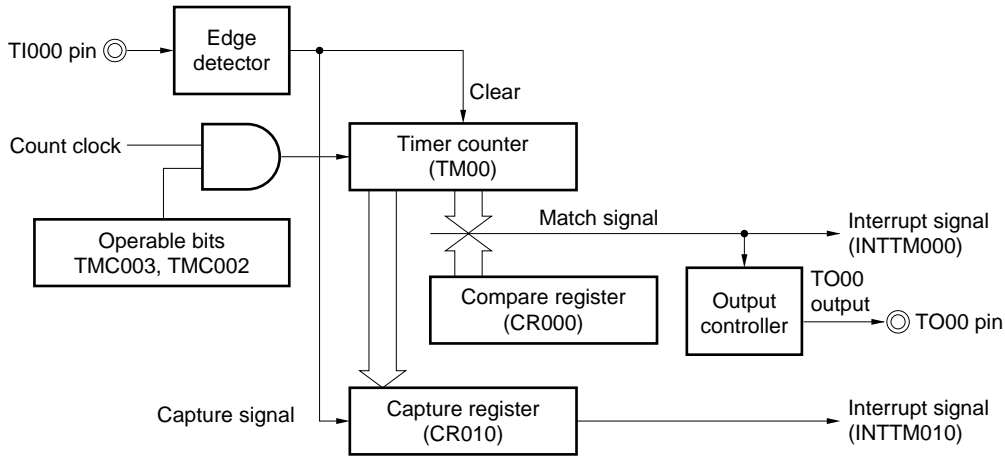 TI000 pin
Edge
detector
Clear
Count clock
Timer counter
(TM00)
Operable bits
TMC003, TMC002
Match signal
Interrupt signal
(INTTM000)
Compare register
(CR000)
Output
controller
TO00
output
TO00 pin
Capture signal
Capture register
(CR010)
Interrupt signal
(INTTM010)